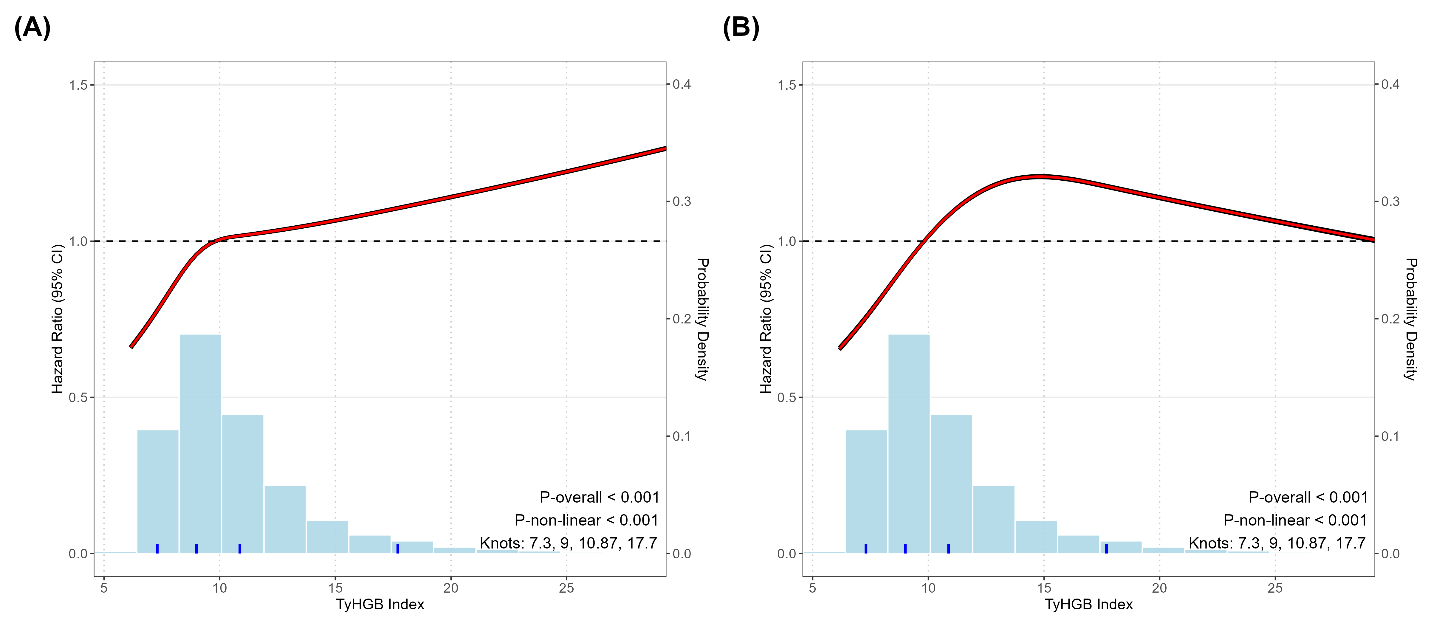 (A)
Hazard Ratio (95% CI)
1.5
1.0
0.5
0.0
0.4
0.3
0.2
0.1
0.0
Probability Density
P-overall < 0.001
P-non-linear < 0.001
Knots: 7.3, 9, 10.87, 17.7
5 10 15 20 25
TyHGB Index
(B)
Hazard Ratio (95% CI)
1.5
1.0
0.5
0.0
0.4
0.3
0.2
0.1
0.0
Probability Density
P-overall < 0.001
P-non-linear < 0.001
Knots: 7.3, 9, 10.87, 17.7
5 10 15 20 25
TyHGB Index